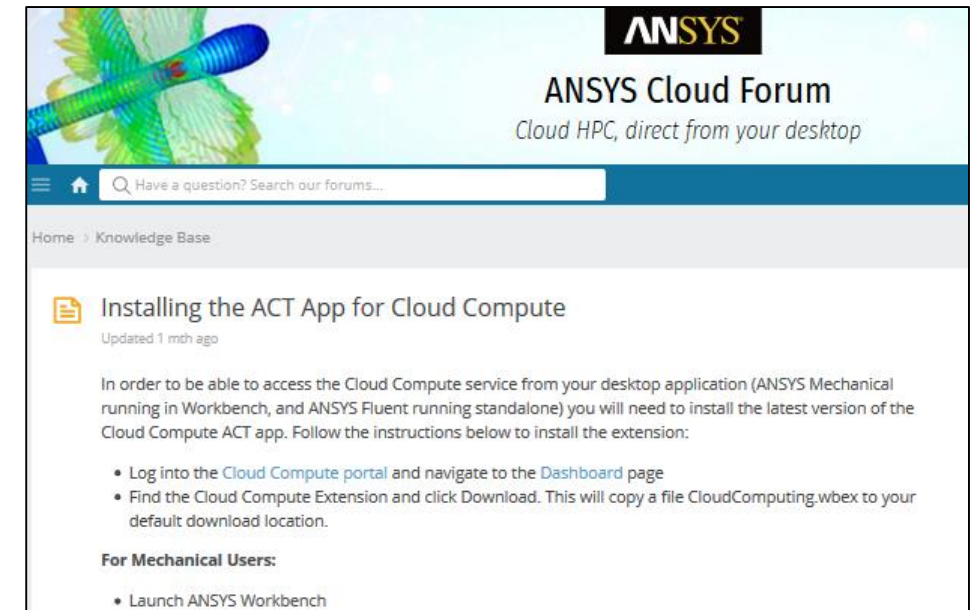 ANSYS
ANSYS Cloud Forum
Cloud HPC, direct from your desktop
Have a question? Search our forums...
Home > Knowledge Base
Installing the ACT App for Cloud Compute
Updated 1 mth ago
In order to be able to access the Cloud Compute service from your desktop application (ANSYS Mechanical
running in Workbench, and ANSYS Fluent running standalone) you will need to install the latest version of the
Cloud Compute ACT app. Follow the instructions below to install the extension:
• Log into the Cloud Compute portal and navigate to the Dashboard page
• Find the Cloud Compute Extension and click Download. This will copy a file CloudComputing.wbex to your
default download location.
For Mechanical Users:
• Launch ANSYS Workbench